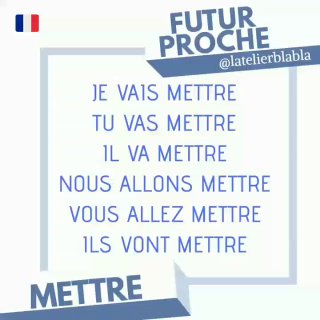 FUTUR
PROCHE
@latelierblabla
JE VAIS METTRE
TU VAS METTRE
IL VA METTRE
NOUS ALLONS METTRE
VOUS ALLEZ METTRE
ILS VONT METTRE
METTRE